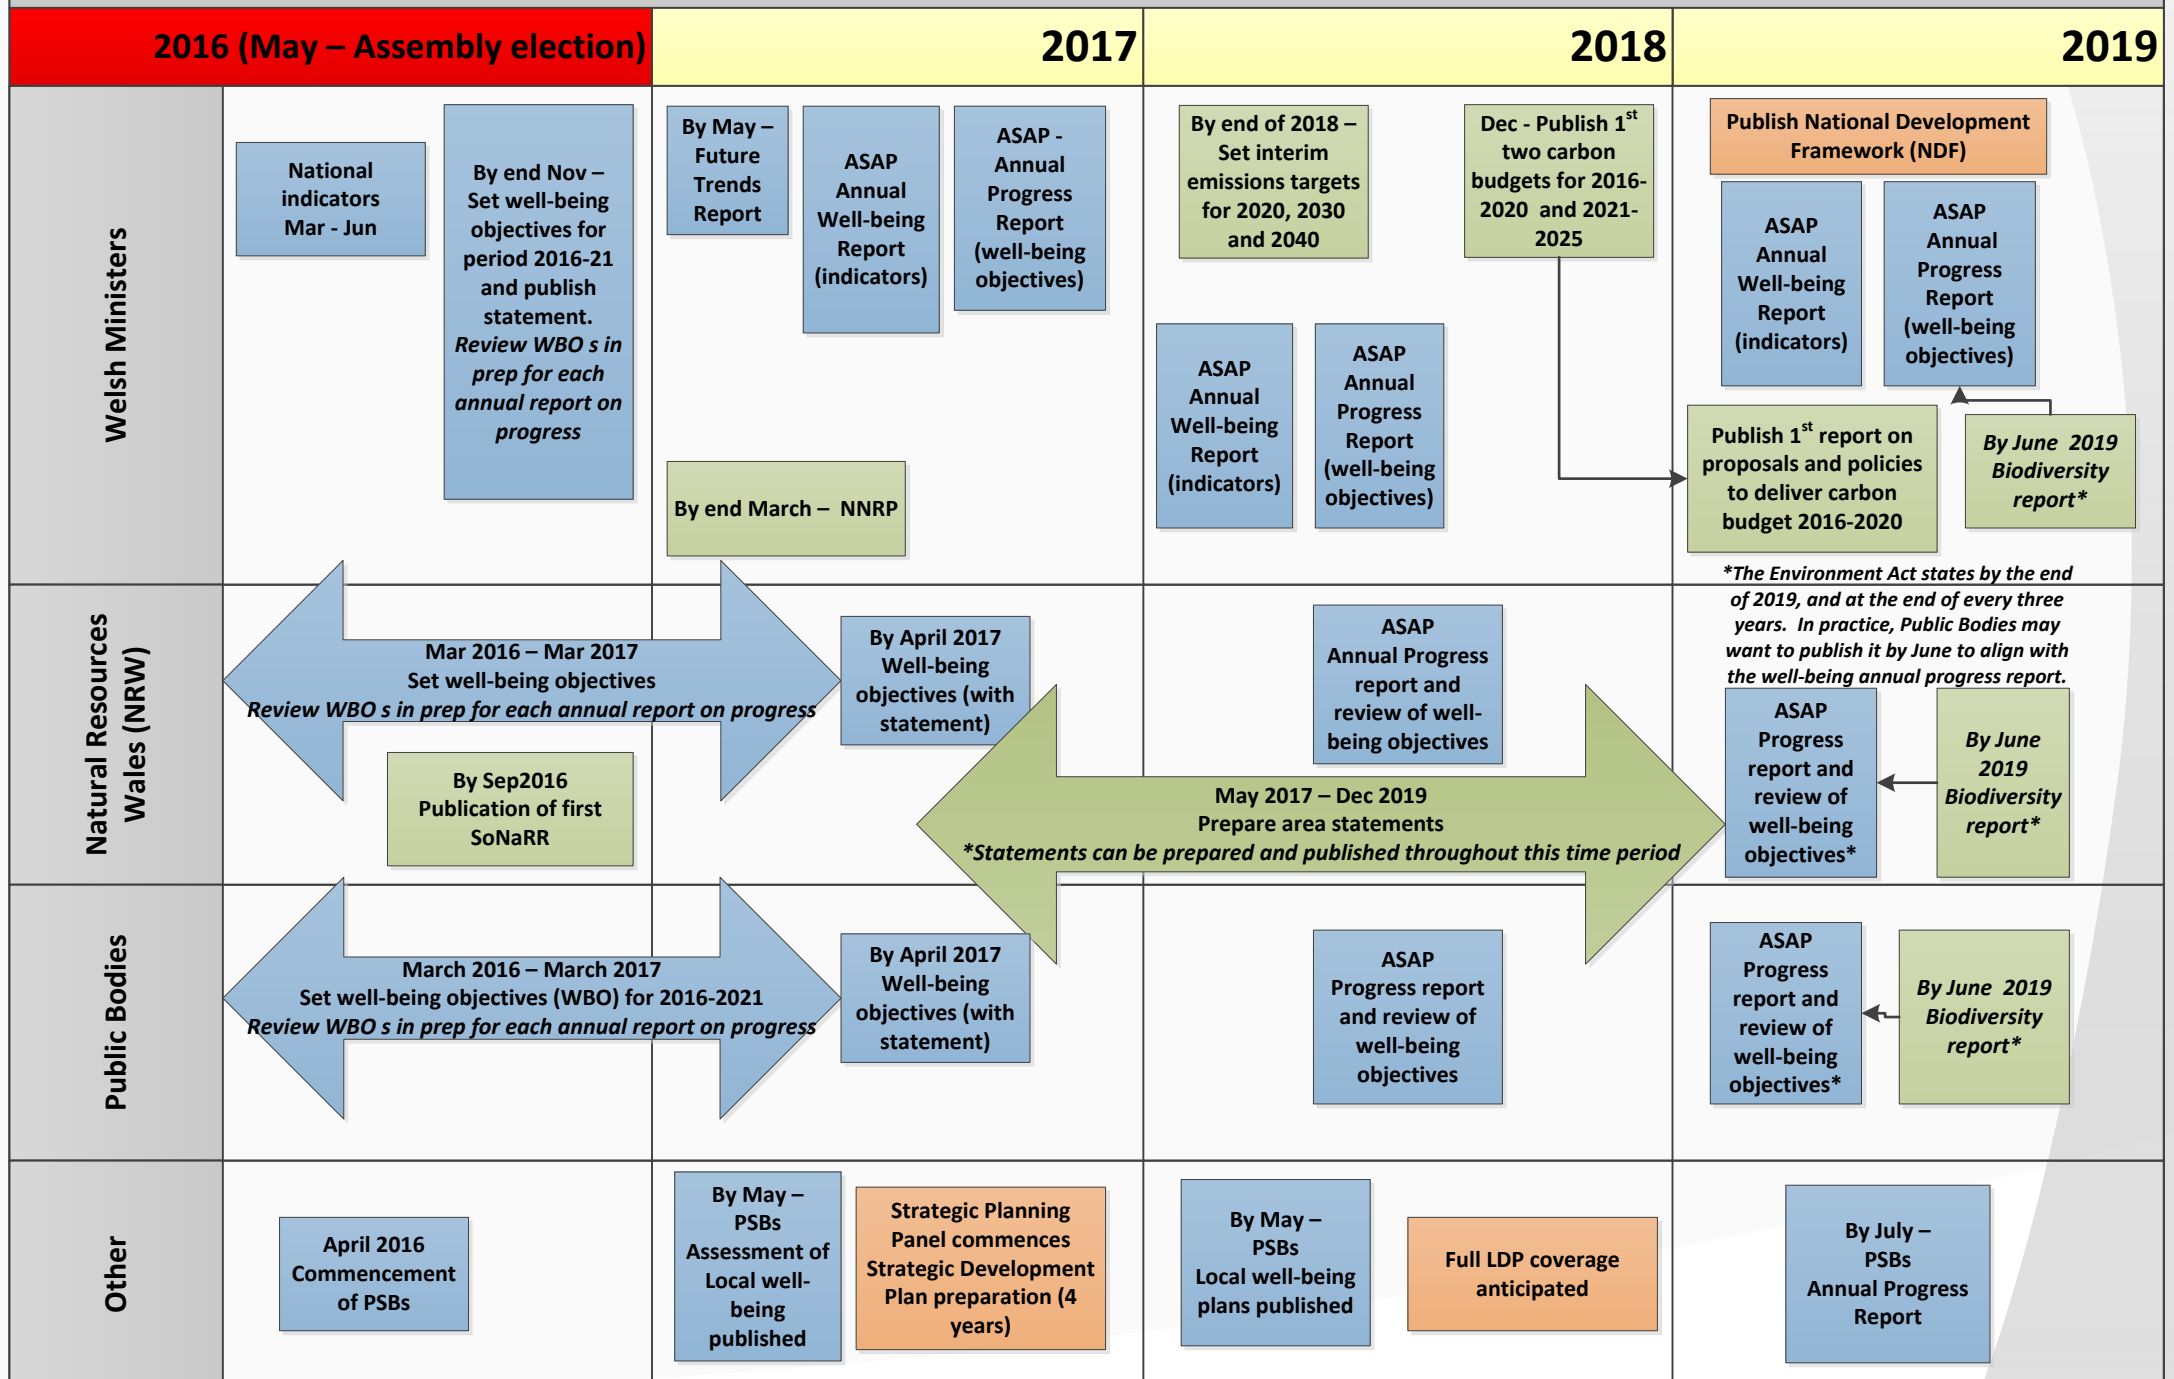 2016 (May – Assembly election)
2017
2018
2019
Welsh Ministers
National
indicators
Mar - Jun
By end Nov –
Set well-being
objectives for
period 2016-21
and publish
statement.
Review WBO s in
prep for each
annual report on
progress
By May –
Future
Trends
Report
ASAP
Annual
Well-being
Report
(indicators)
ASAP -
Annual
Progress
Report
(well-being
objectives)
By end March –  NNRP
By end of 2018 –
Set interim
emissions targets
for 2020, 2030
and 2040
Dec - Publish 1st
two carbon
budgets for 2016-
2020  and 2021-
2025
ASAP
Annual
Well-being
Report
(indicators)
ASAP
Annual
Progress
Report
(well-being
objectives)
Publish National Development
Framework (NDF)
ASAP
Annual
Well-being
Report
(indicators)
ASAP
Annual
Progress
Report
(well-being
objectives)
Publish 1st report on
proposals and policies
to deliver carbon
budget 2016-2020
By June  2019
Biodiversity
report*
*The Environment Act states by the end
of 2019, and at the end of every three
years.  In practice, Public Bodies may
want to publish it by June to align with
the well-being annual progress report.
Natural Resources
Wales (NRW)
Mar 2016 – Mar 2017
Set well-being objectives
Review WBO s in prep for each annual report on progress
By Sep2016
Publication of first
SoNaRR
By April 2017
Well-being
objectives (with
statement)
ASAP
Annual Progress
report and
review of well-
being objectives
May 2017 – Dec 2019
Prepare area statements
*Statements can be prepared and published throughout this time period
ASAP
Progress
report and
review of
well-being
objectives*
By June
2019
Biodiversity
report*
Public Bodies
March 2016 – March 2017
Set well-being objectives (WBO) for 2016-2021
Review WBO s in prep for each annual report on progress
By April 2017
Well-being
objectives (with
statement)
ASAP
Progress report
and review of
well-being
objectives
ASAP
Progress
report and
review of
well-being
objectives*
By June  2019
Biodiversity
report*
Other
April 2016
Commencement
of PSBs
By May –
PSBs
Assessment of
Local well-
being
published
Strategic Planning
Panel commences
Strategic Development
Plan preparation (4
years)
By May –
PSBs
Local well-being
plans published
Full LDP coverage
anticipated
By July –
PSBs
Annual Progress
Report